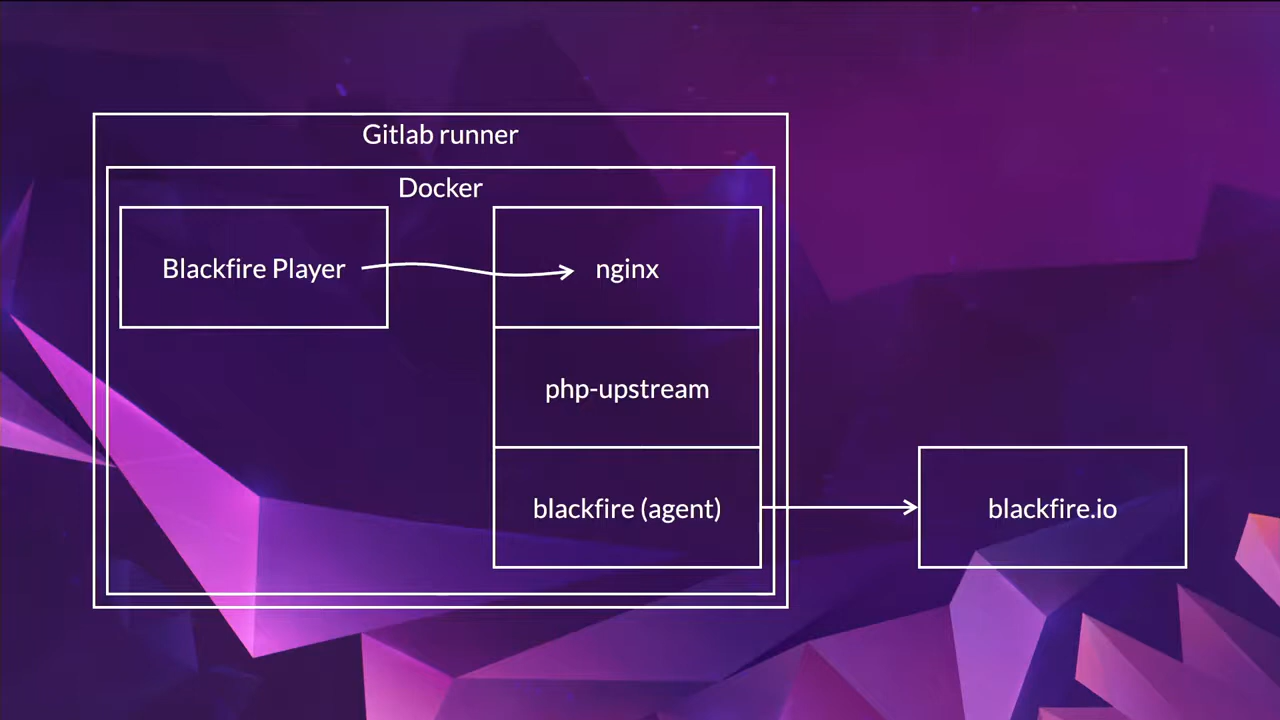 Gitlab runner
Docker
Blackfire Player
nginx
php-upstream
blackfire (agent)
blackfire.io